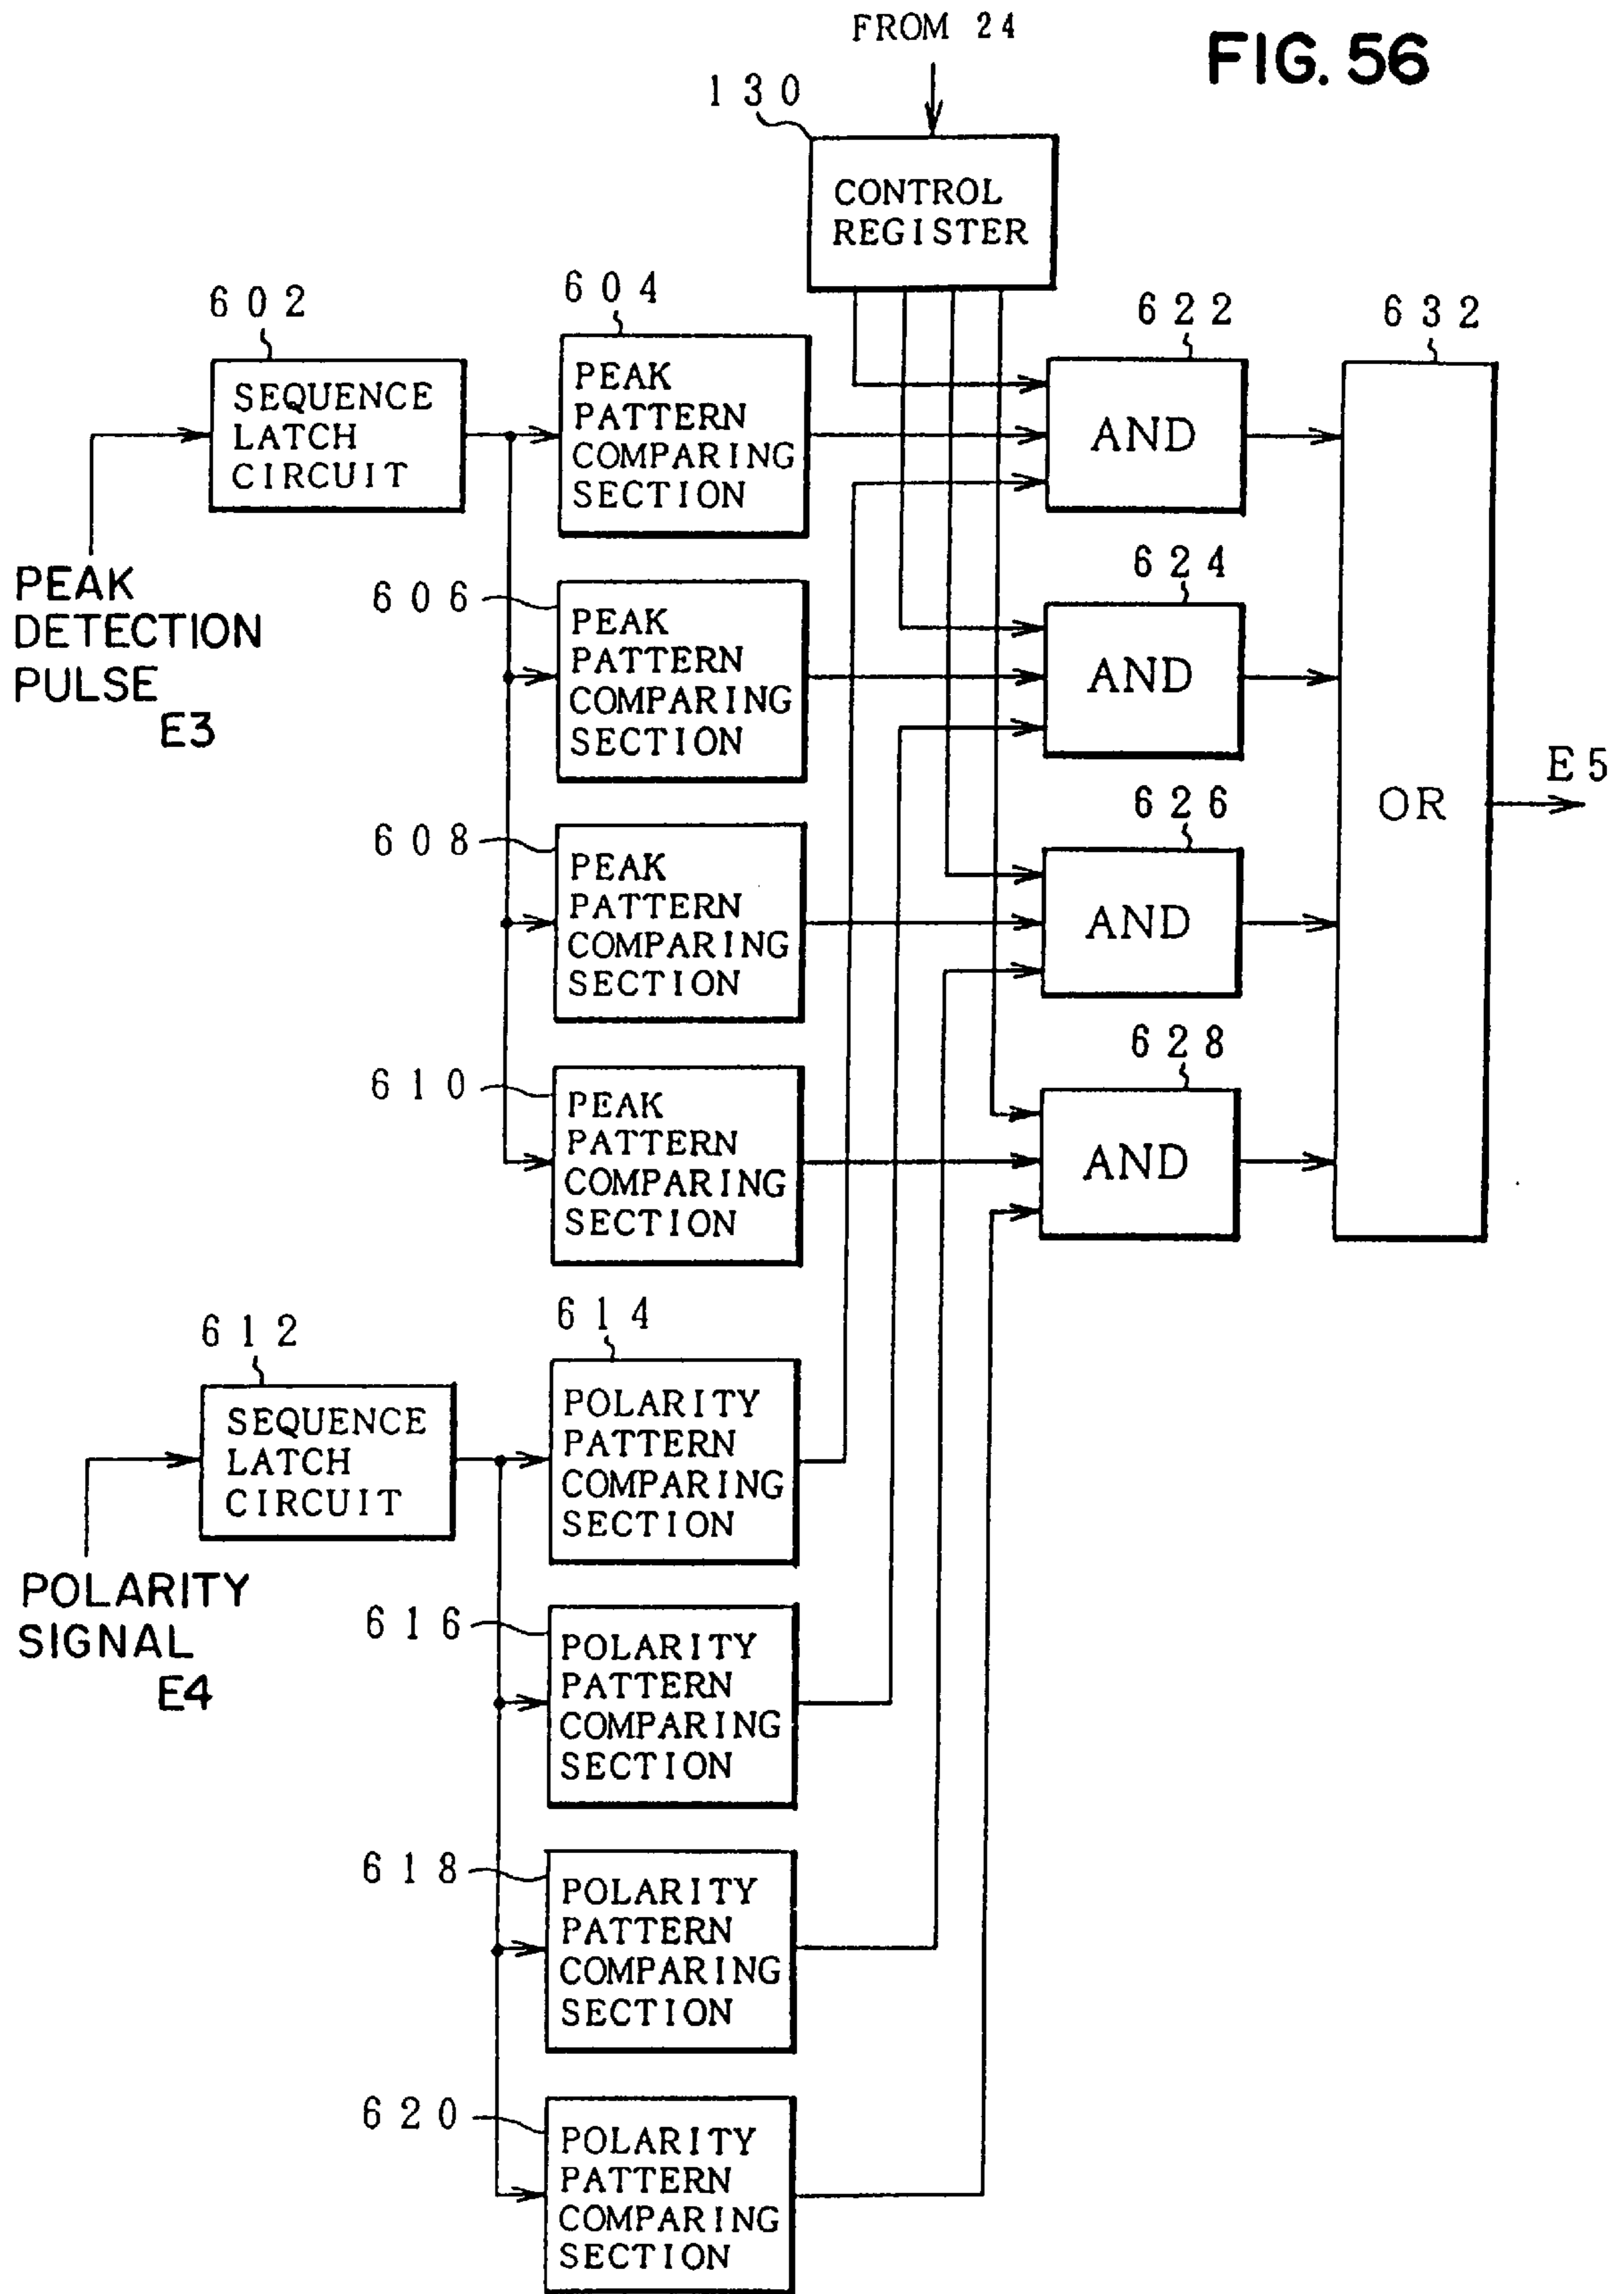 FROM 24
FIG. 56
130
CONTROL
REGISTER
602
604
622
632
SEQUENCE
LATCH
CIRCUIT
PEAK
PATTERN
COMPARING
SECTION
AND
PEAK
DETECTION
PULSE
E3
606
PEAK
PATTERN
COMPARING
SECTION
624
AND
OR
E5
608
PEAK
PATTERN
COMPARING
SECTION
626
AND
610
PEAK
PATTERN
COMPARING
SECTION
628
AND
612
614
SEQUENCE
LATCH
CIRCUIT
POLARITY
PATTERN
COMPARING
SECTION
POLARITY
SIGNAL
E4
616
POLARITY
PATTERN
COMPARING
SECTION
618
POLARITY
PATTERN
COMPARING
SECTION
620
POLARITY
PATTERN
COMPARING
SECTION